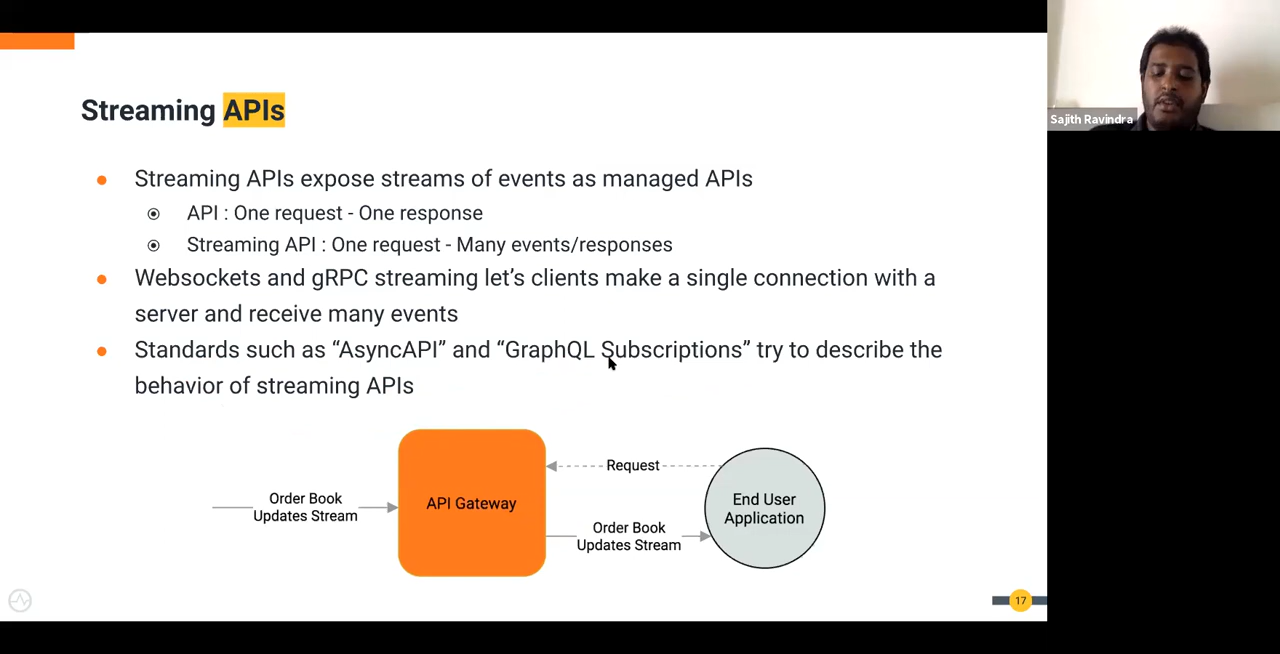 Streaming APIs
Sajith Ravindra
Streaming APIs expose streams of events as managed APIs
API : One request - One response
Streaming API : One request - Many events/responses
Websockets and gRPC streaming let's clients make a single connection with a
server and receive many events
Standards such as “AsyncAPI” and “GraphQL Subscriptions” try to describe the
behavior of streaming APIs
Order Book
Updates Stream
API Gateway
Request
Order Book
Updates Stream
End User
Application
17